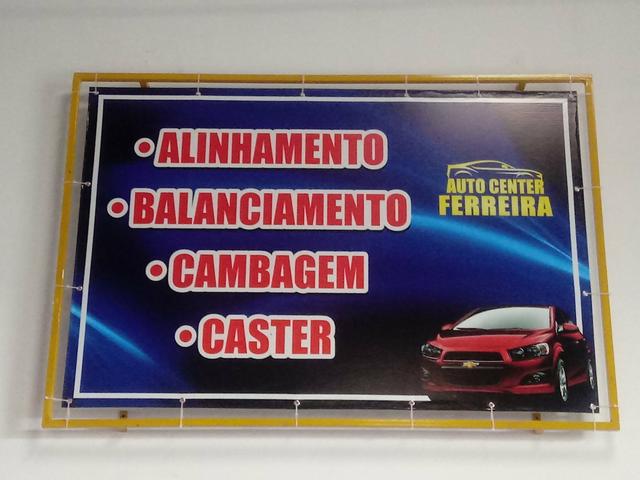 • ALINHAMENTO
• BALANCIAMENTO
• CAMBAGEM
• CASTER
AUTO CENTER
FERREIRA